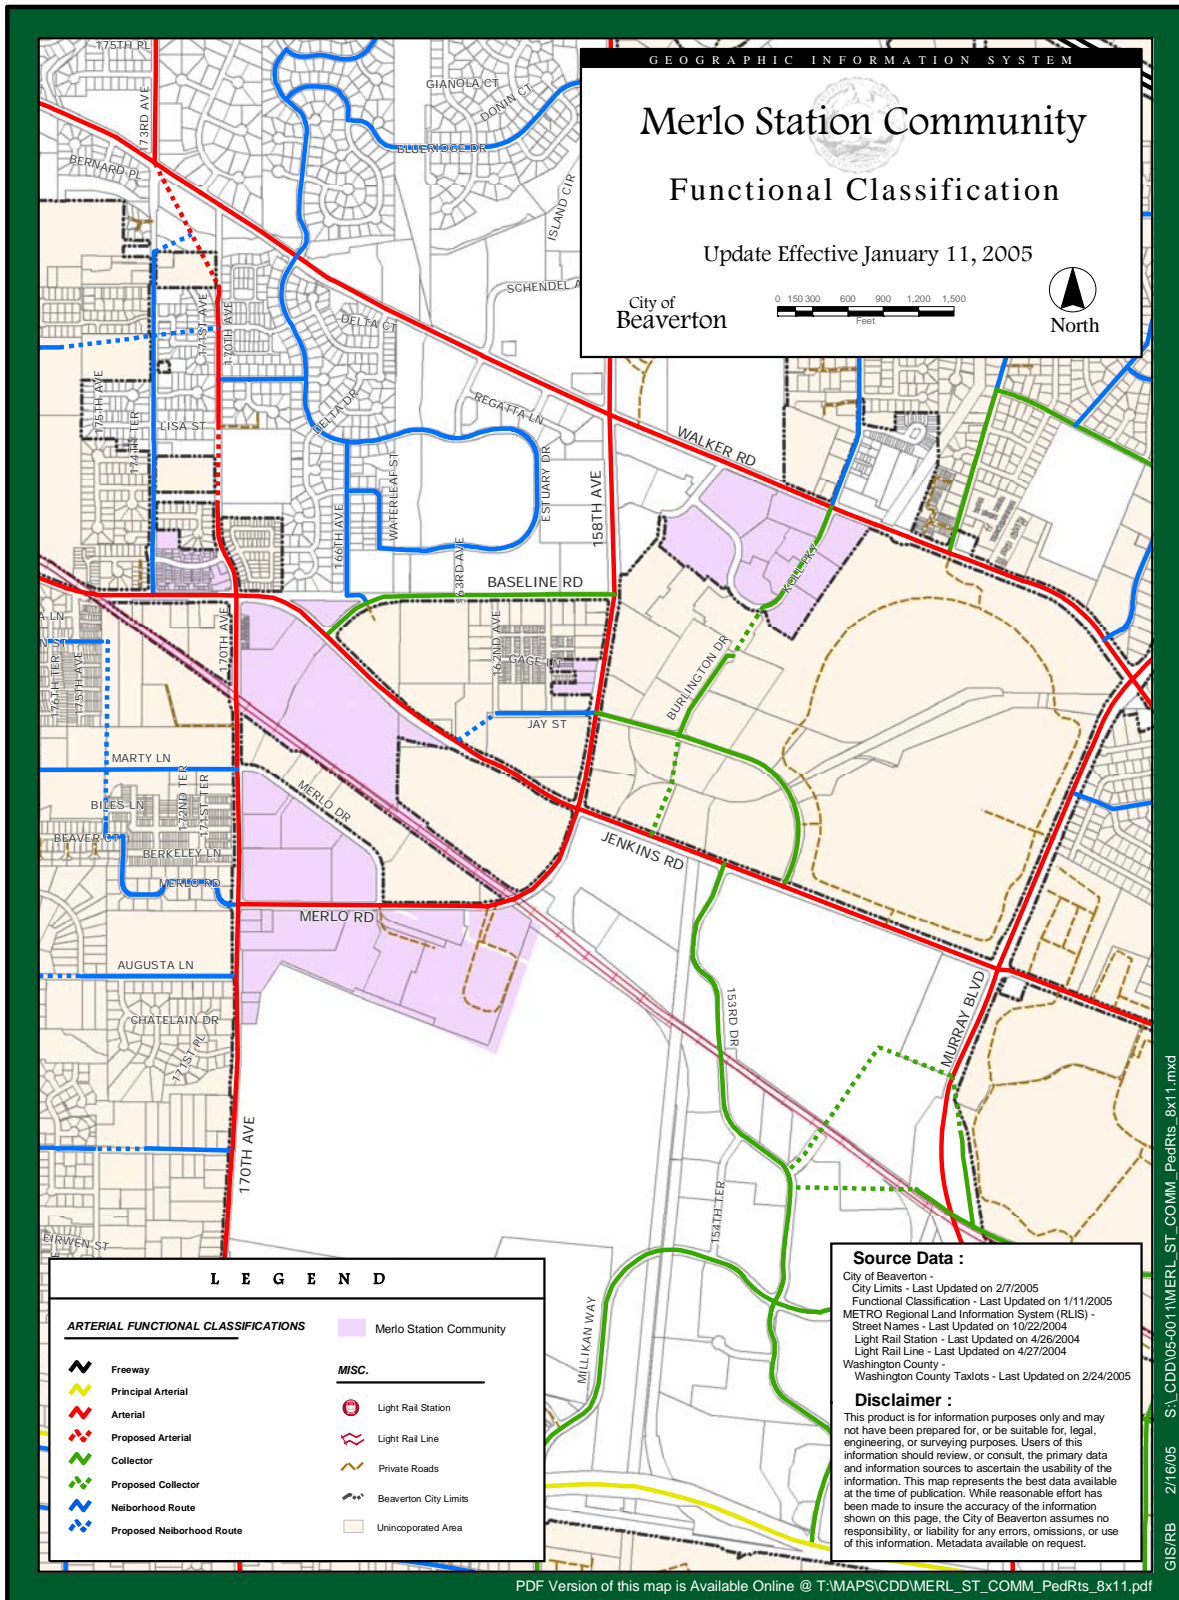 GEOGRAPHIC INFORMATION SYSTEM
Merlo Station Community
Functional Classification
Update Effective January 11, 2005
City of
Beaverton
0 150 300 600 900 1,200 1,500
Feet
North
175TH PL
173RD AVE
BERNARD PL
GIANOLA CT
DONIN CT
BLUERIDGE DR
ISLAND CIR
SCHENDEL A
DELTA CT
171ST AVE
170TH AVE
175TH AVE
174TH TER
LISA ST
DELTA DR
REGATTA LN
WALKER RD
WATERLEAF ST
ESTUARY DR
158TH AVE
166TH AVE
163RD AVE
BASELINE RD
KOLL PKY
A LN
N ST
176TH TER
175TH AVE
170TH AVE
162ND AVE
GAGE LN
BURLINGTON DR
JAY ST
MARTY LN
172ND TER
171ST TER
BILES LN
MERLO DR
BEAVER CT
BERKELEY LN
JENKINS RD
MERLO RD
MERLO RD
AUGUSTA LN
CHATELAIN DR
171ST PL
153RD DR
MURRAY BLVD
170TH AVE
154TH TER
EIRWEN ST
MILLIKAN WAY
LEGEND
ARTERIAL FUNCTIONAL CLASSIFICATIONS
Freeway
Principal Arterial
Arterial
Proposed Arterial
Collector
Proposed Collector
Neiborhood Route
Proposed Neiborhood Route
Merlo Station Community
MISC.
Light Rail Station
Light Rail Line
Private Roads
Beaverton City Limits
Unincoporated Area
Source Data :
City of Beaverton -
City Limits - Last Updated on 2/7/2005
Functional Classification - Last Updated on 1/11/2005
METRO Regional Land Information System (RLIS) -
Street Names - Last Updated on 10/22/2004
Light Rail Station - Last Updated on 4/26/2004
Light Rail Line - Last Updated on 4/27/2004
Washington County -
Washington County Taxlots - Last Updated on 2/24/2005
Disclaimer :
This product is for information purposes only and may
not have been prepared for, or be suitable for, legal,
engineering, or surveying purposes. Users of this
information should review, or consult, the primary data
and information sources to ascertain the usability of the
information. This map represents the best data available
at the time of publication. While reasonable effort has
been made to insure the accuracy of the information
shown on this page, the City of Beaverton assumes no
responsibility, or liability for any errors, omissions, or use
of this information. Metadata available on request.
PDF Version of this map is Available Online @ T:\MAPS\CDD\MERL_ST_COMM_PedRts_8x11.pdf
GIS/RB 2/16/05 S:\_CDD\05-0011\MERL_ST_COMM_PedRts_8x11.mxd